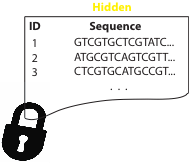 Hidden
ID Sequence
1 GTCGTGCTCGTATC...
2 ATGCGTCAGTCGTT...
3 CTCGTGCATGCCGT...
...